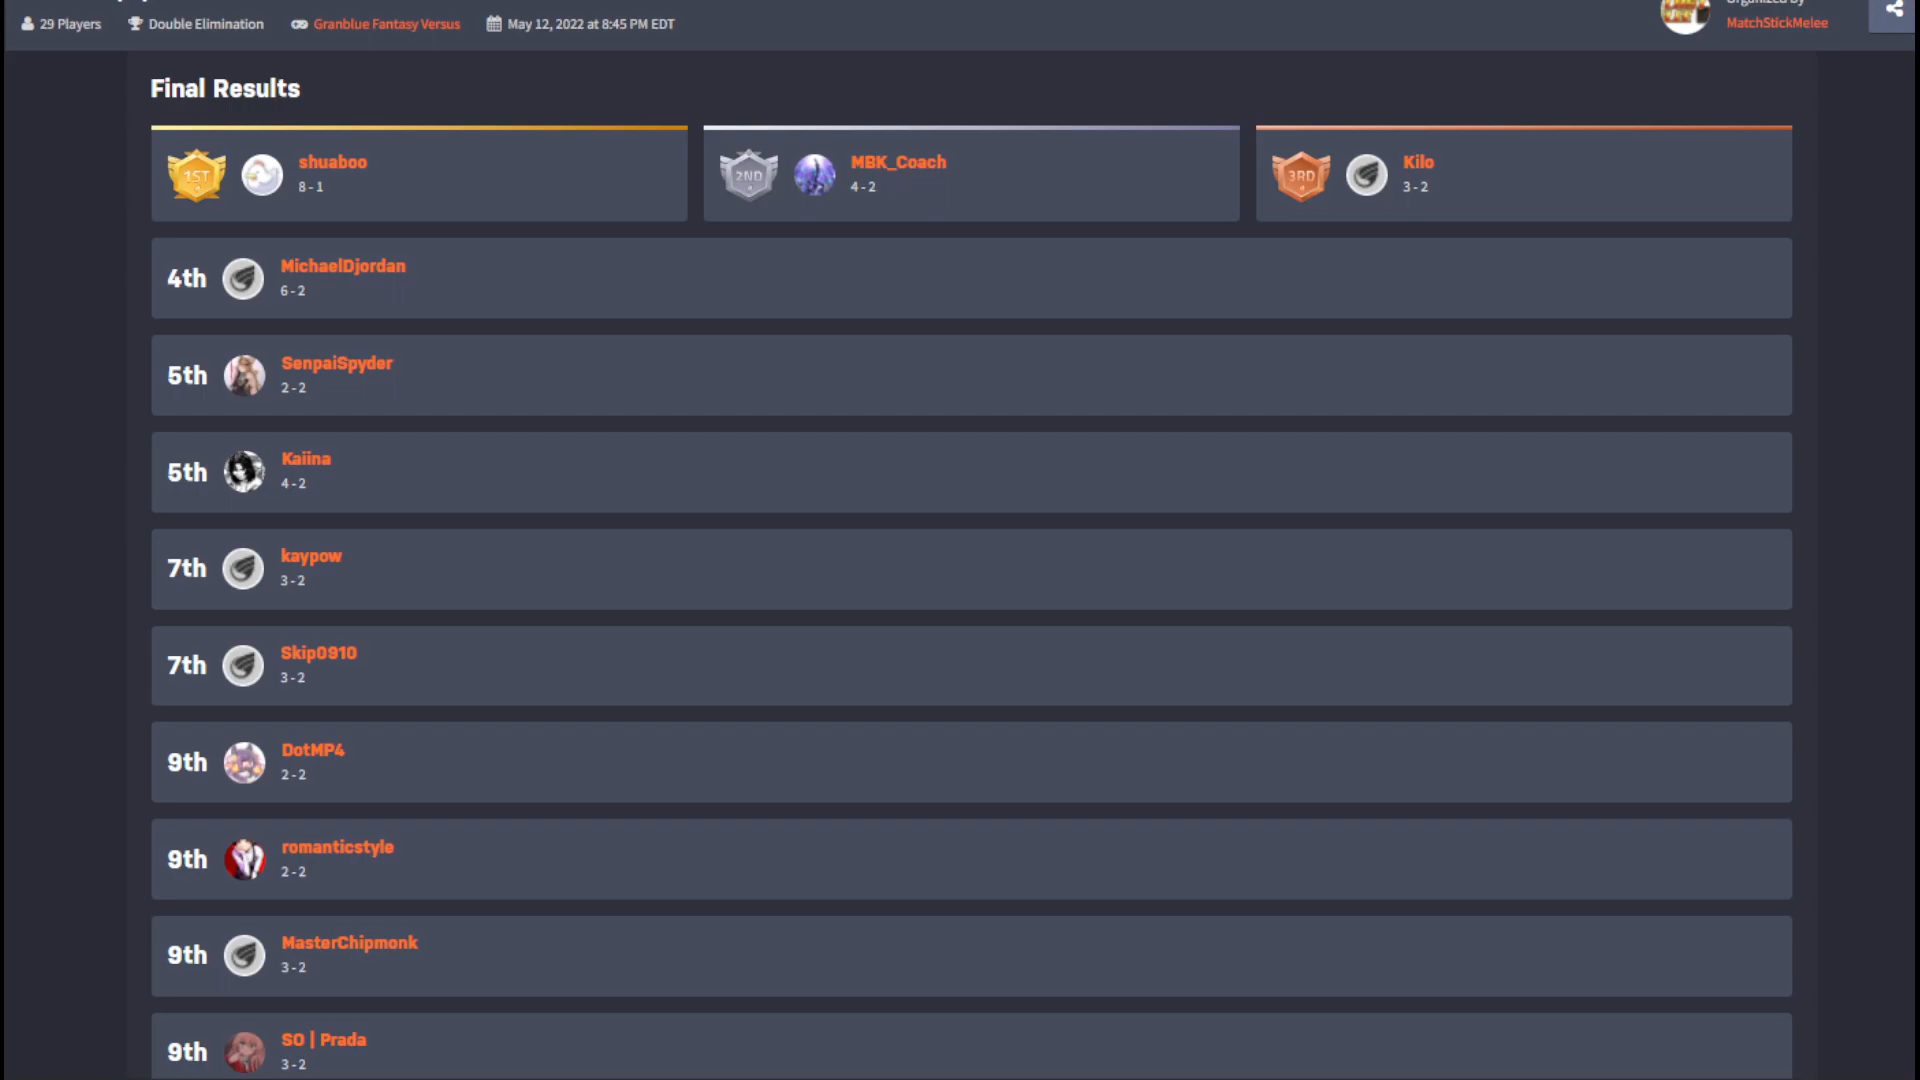 29 Players Double Elimination Granblue Fantasy Versus May 12, 2022 at 8:45 PM EDT
Organized by
MatchStickMelee
Final Results
1ST
shuaboo
8 - 1
2ND
MBK_Coach
4 - 2
3RD
Kilo
3 - 2
4th
MichaelDjordan
6 - 2
5th
SenpaiSpyder
2 - 2
5th
Kaiina
4 - 2
7th
kaypow
3 - 2
7th
Skip0910
3 - 2
9th
DotMP4
2 - 2
9th
romanticstyle
2 - 2
9th
MasterChipmonk
3 - 2
9th
SO | Prada
3 - 2